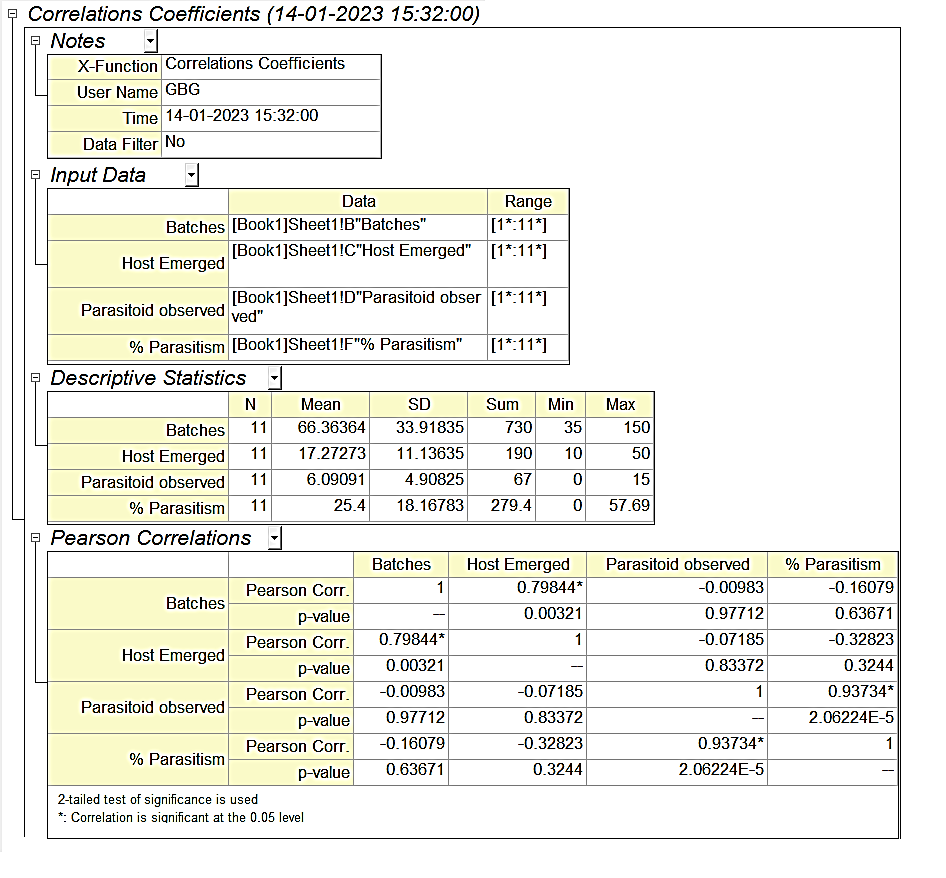 Correlations Coefficients (14-01-2023 15:32:00)
Notes
X-Function Correlations Coefficients
User Name GBG
Time 14-01-2023 15:32:00
Data Filter No
Input Data
Data Range
Batches [Book1]Sheet1!B"Batches" [1*:11*]
Host Emerged [Book1]Sheet1!C"Host Emerged" [1*:11*]
Parasitoid observed [Book1]Sheet1!D"Parasitoid obser [1*:11*]
ved"
% Parasitism [Book1]Sheet1!F"% Parasitism" [1*:11*]
Descriptive Statistics
N Mean SD Sum Min Max
Batches 11 66.36364 33.91835 730 35 150
Host Emerged 11 17.27273 11.13635 190 10 50
Parasitoid observed 11 6.09091 4.90825 67 0 15
% Parasitism 11 25.4 18.16783 279.4 0 57.69
Pearson Correlations
Batches Host Emerged Parasitoid observed % Parasitism
Batches Pearson Corr. 1 0.79844* -0.00983 -0.16079
p-value -- 0.00321 0.97712 0.63671
Host Emerged Pearson Corr. 0.79844* 1 -0.07185 -0.32823
p-value 0.00321 -- 0.83372 0.3244
Parasitoid observed Pearson Corr. -0.00983 -0.07185 1 0.93734*
p-value 0.97712 0.83372 -- 2.06224E-5
% Parasitism Pearson Corr. -0.16079 -0.32823 0.93734* 1
p-value 0.63671 0.3244 2.06224E-5 --
2-tailed test of significance is used
*: Correlation is significant at the 0.05 level